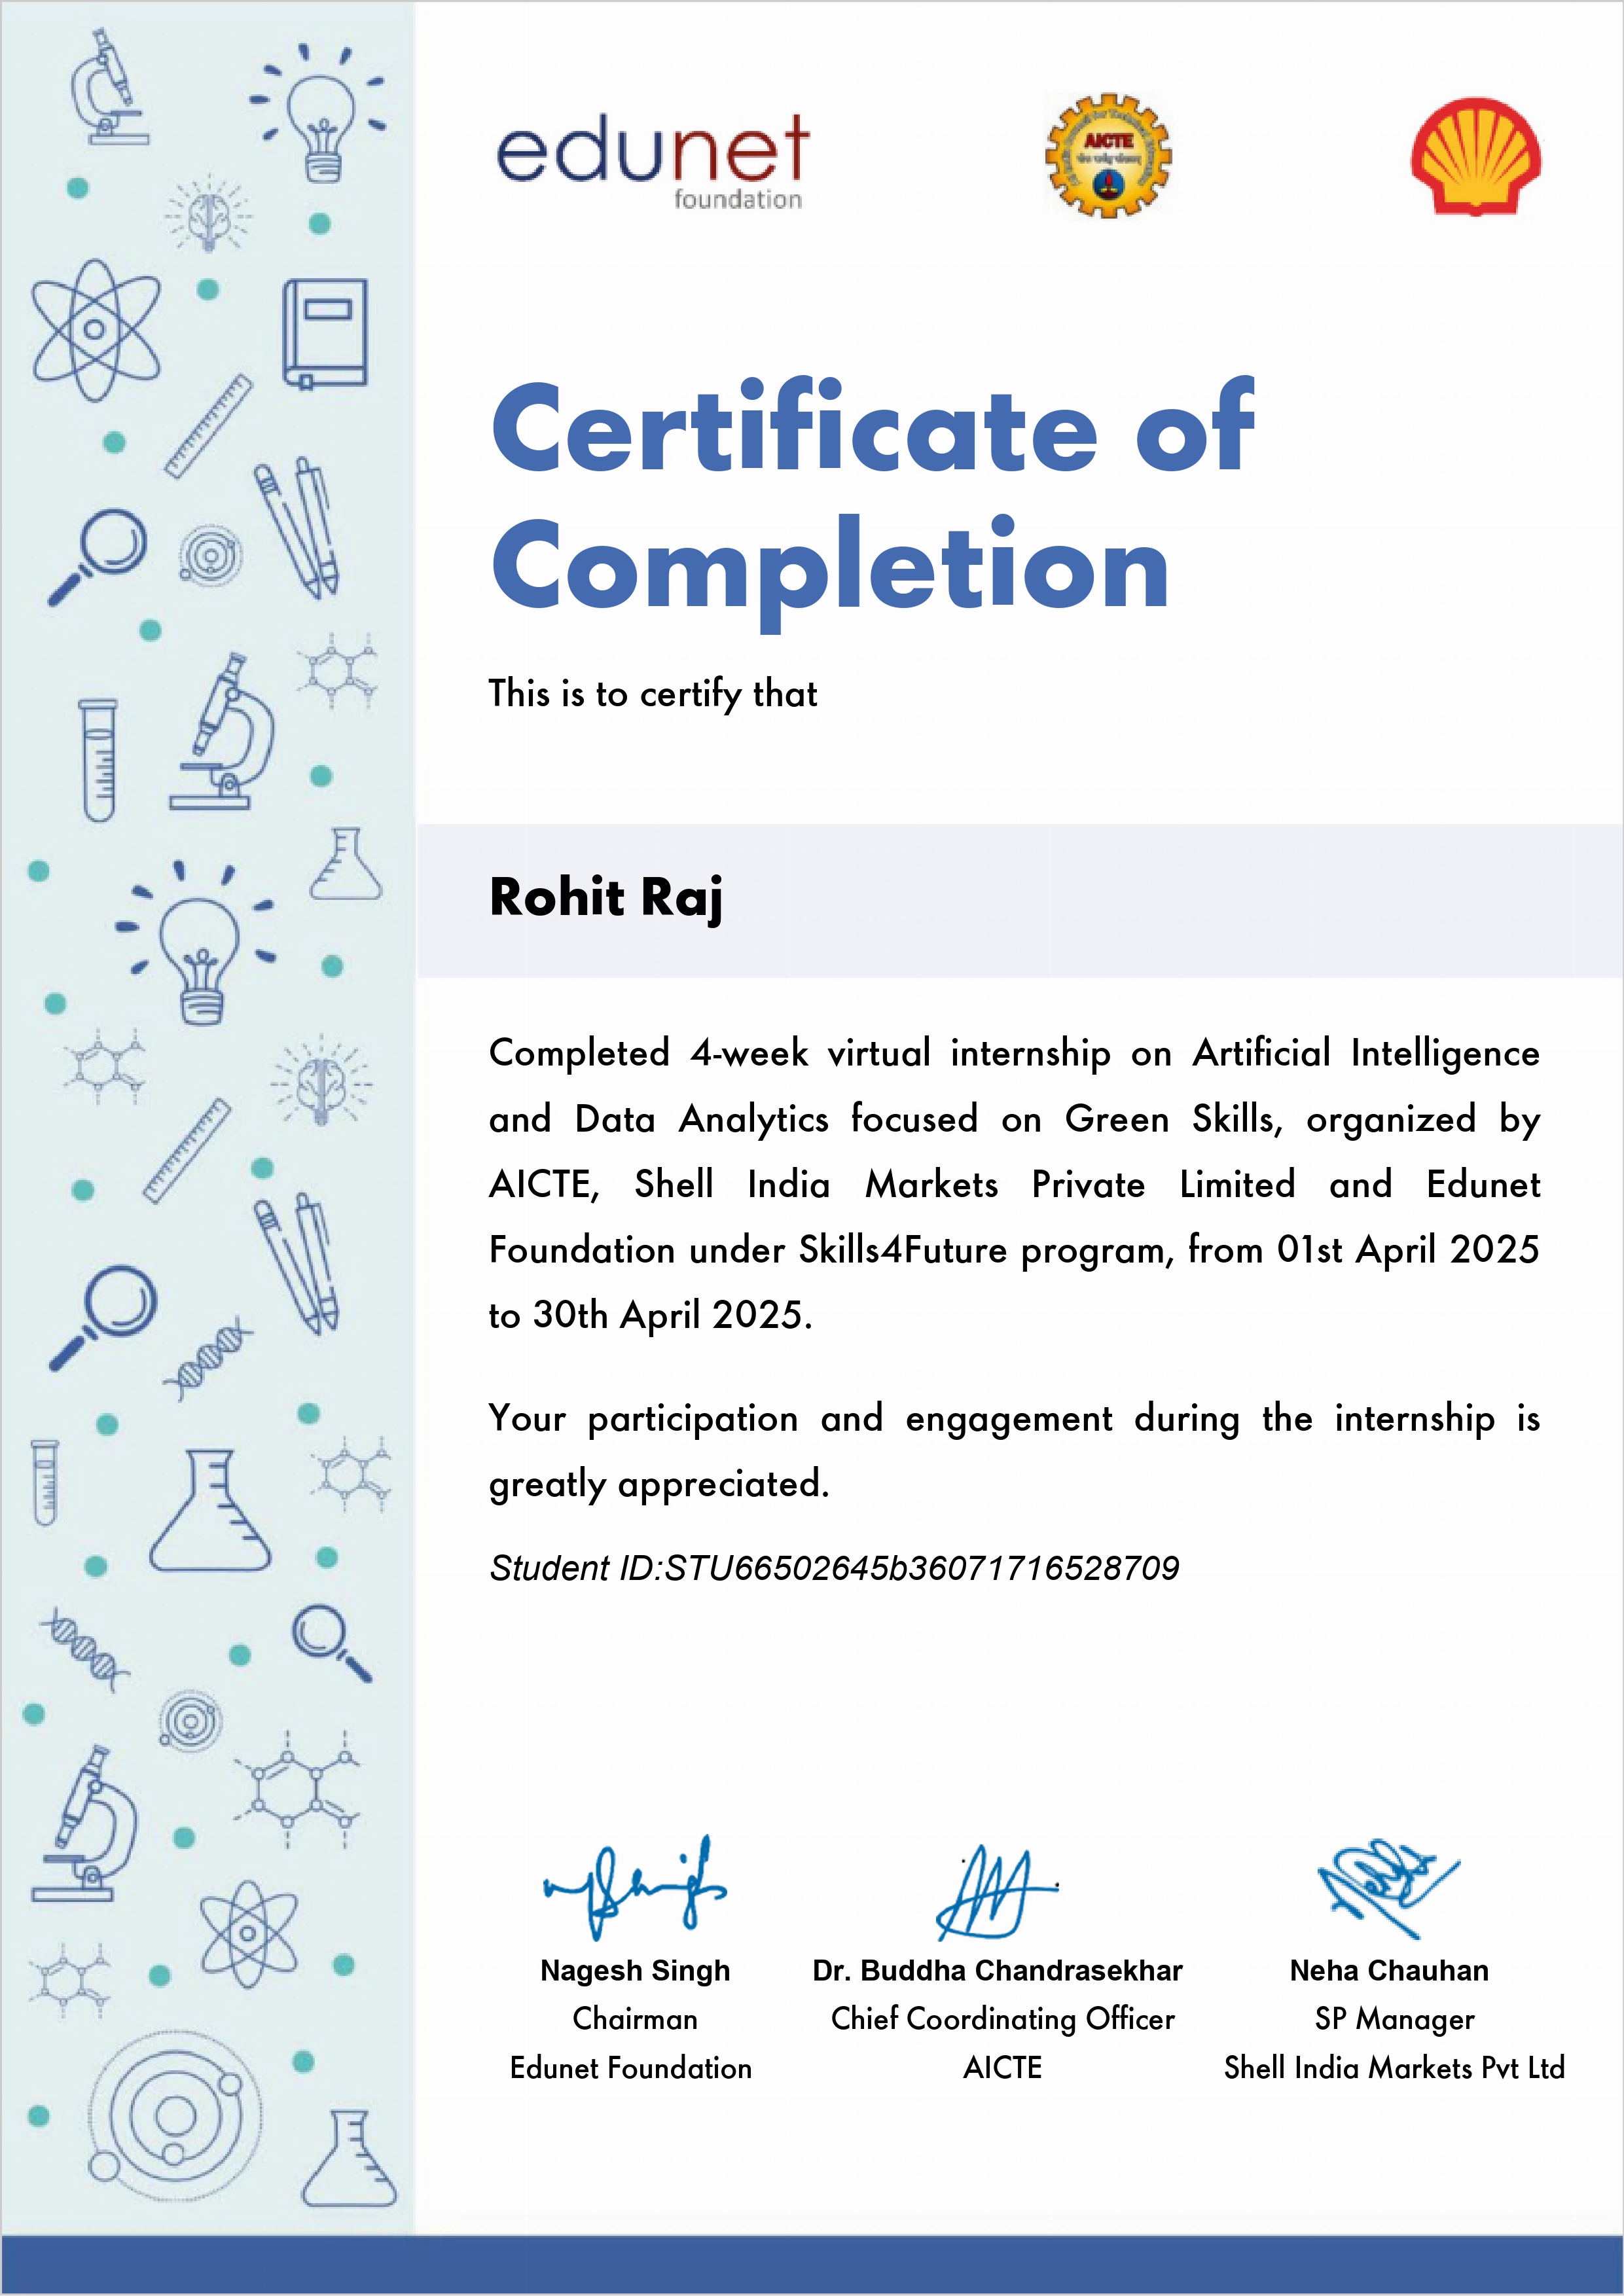 edunet
foundation
AICTE
Certificate of
Completion
This is to certify that
Rohit Raj
Completed 4-week virtual internship on Artificial Intelligence
and Data Analytics focused on Green Skills, organized by
AICTE, Shell India Markets Private Limited and Edunet
Foundation under Skills4Future program, from 01st April 2025
to 30th April 2025.
Your participation and engagement during the internship is
greatly appreciated.
Student ID:STU66502645b36071716528709
Nagesh Singh
Dr. Buddha Chandrasekhar
Neha Chauhan
Chairman
Chief Coordinating Officer
SP Manager
Edunet Foundation
AICTE
Shell India Markets Pvt Ltd